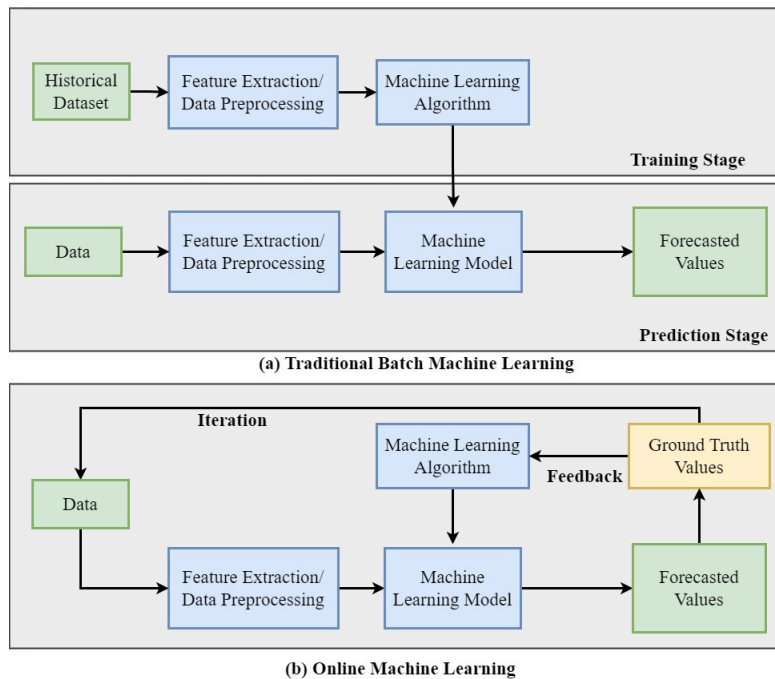 Historical
Dataset
Feature Extraction/
Data Preprocessing
Machine Learning
Algorithm
Training Stage
Data
Feature Extraction/
Data Preprocessing
Machine
Learning Model
Forecasted
Values
Prediction Stage
(a) Traditional Batch Machine Learning
Iteration
Machine Learning
Algorithm
Feedback
Ground Truth
Values
Data
Feature Extraction/
Data Preprocessing
Machine
Learning Model
Forecasted
Values
(b) Online Machine Learning